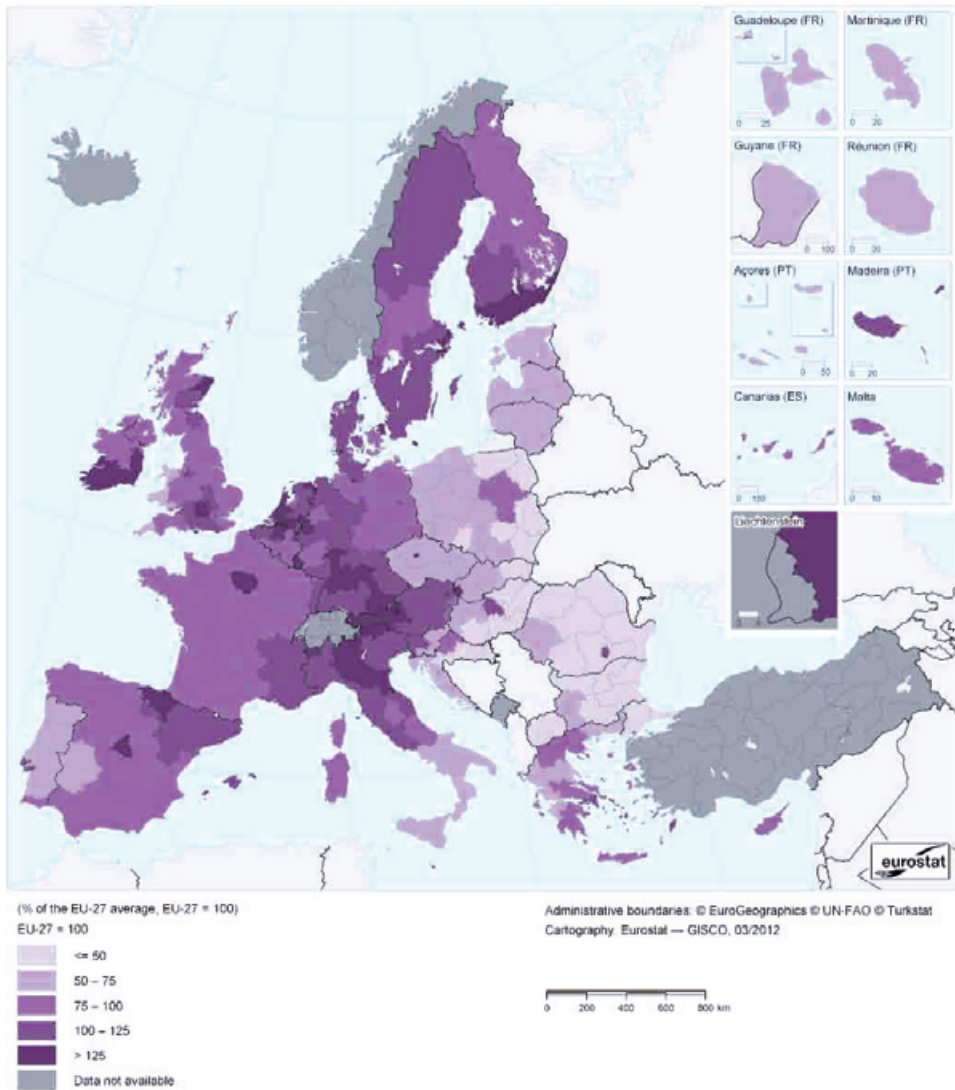 Guadeloupe (FR)
Martinique (FR)
0 25
0 20
Guyane (FR)
Réunion (FR)
0 100
0 20
Açores (PT)
Madeira (PT)
0 50
0 20
Canarias (ES)
Malta
0 100
0 10
Liechtenstein
eurostat
(% of the EU-27 average, EU-27 = 100)
EU-27 = 100
<= 50
50 – 75
75 – 100
100 – 125
> 125
Data not available
Administrative boundaries: © EuroGeographics © UN-FAO © Turkstat
Cartography: Eurostat — GISCO, 03/2012
0 200 400 600 800 km